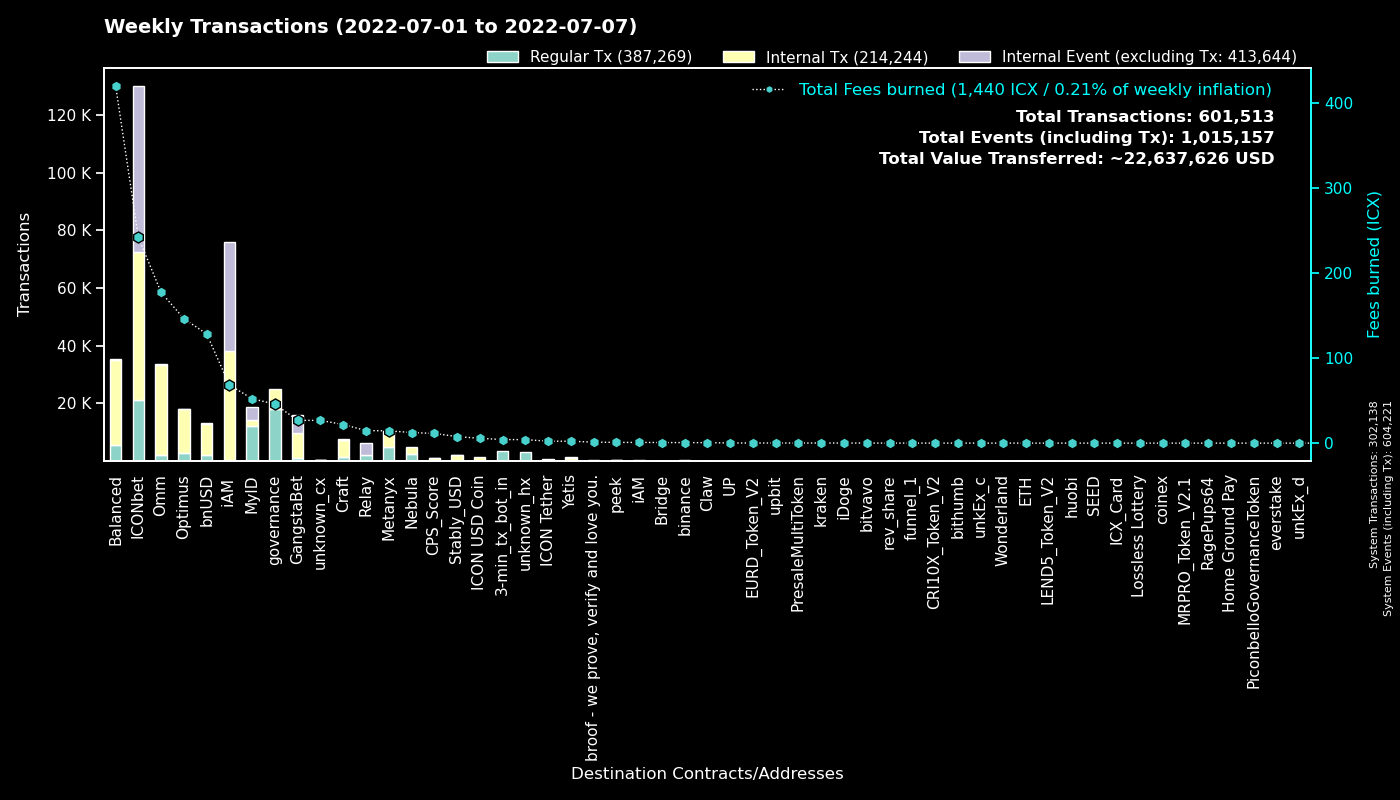 Weekly Transactions (2022-07-01 to 2022-07-07)
Regular Tx (387,269)
Internal Tx (214,244)
Internal Event (excluding Tx: 413,644)
Total Fees burned (1,440 ICX / 0.21% of weekly inflation)
Total Transactions: 601,513
Total Events (including Tx): 1,015,157
Total Value Transferred: ~22,637,626 USD
Transactions
120 K
100 K
80 K
60 K
40 K
20 K
400
300
200
100
0
Fees burned (ICX)
System Transactions: 302,138
System Events (including Tx): 604,221
Balanced
ICONbet
Omm
Optimus
bnUSD
iAM
MyID
governance
GangstaBet
unknown_cx
Craft
Relay
Metanyx
Nebula
CPS_Score
Stably_USD
ICON USD Coin
3-min_tx_bot_in
unknown_hx
ICON Tether
Yetis
broof - we prove, verify and love you.
peek
iAM
Bridge
binance
Claw
UP
EURD_Token_V2
upbit
PresaleMultiToken
kraken
iDoge
bitvavo
rev_share
funnel_1
CRI10X_Token_V2
bithumb
unkEx_c
Wonderland
ETH
LEND5_Token_V2
huobi
SEED
ICX_Card
Lossless Lottery
coinex
MRPRO_Token_V2.1
RagePups64
Home Ground Pay
PiconbelloGovernanceToken
everstake
unkEx_d
Destination Contracts/Addresses